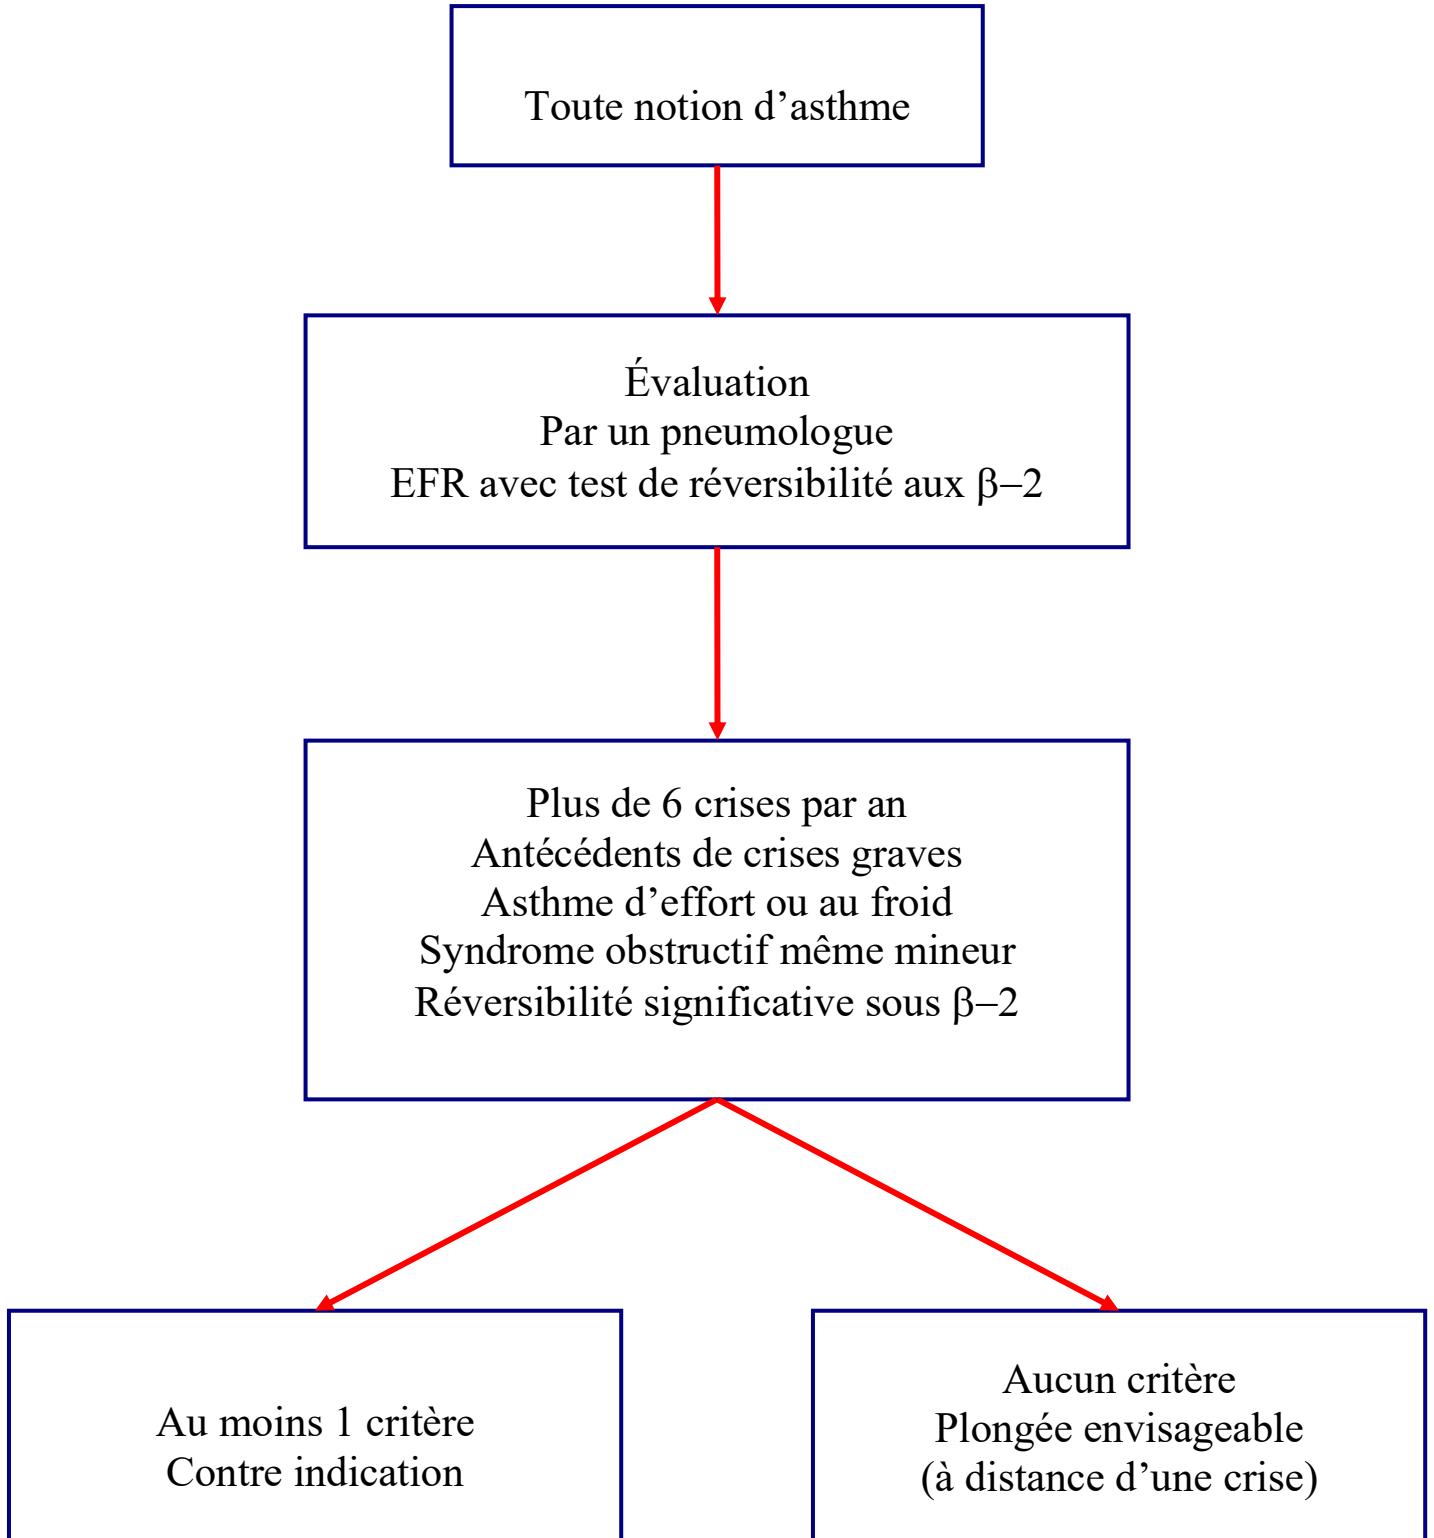 Toute notion d’asthme
Évaluation
Par un pneumologue
EFR avec test de réversibilité aux β−2
Plus de 6 crises par an
Antécédents de crises graves
Asthme d’effort ou au froid
Syndrome obstructif même mineur
Réversibilité significative sous β−2
Au moins 1 critère
Contre indication
Aucun critère
Plongée envisageable
(à distance d’une crise)